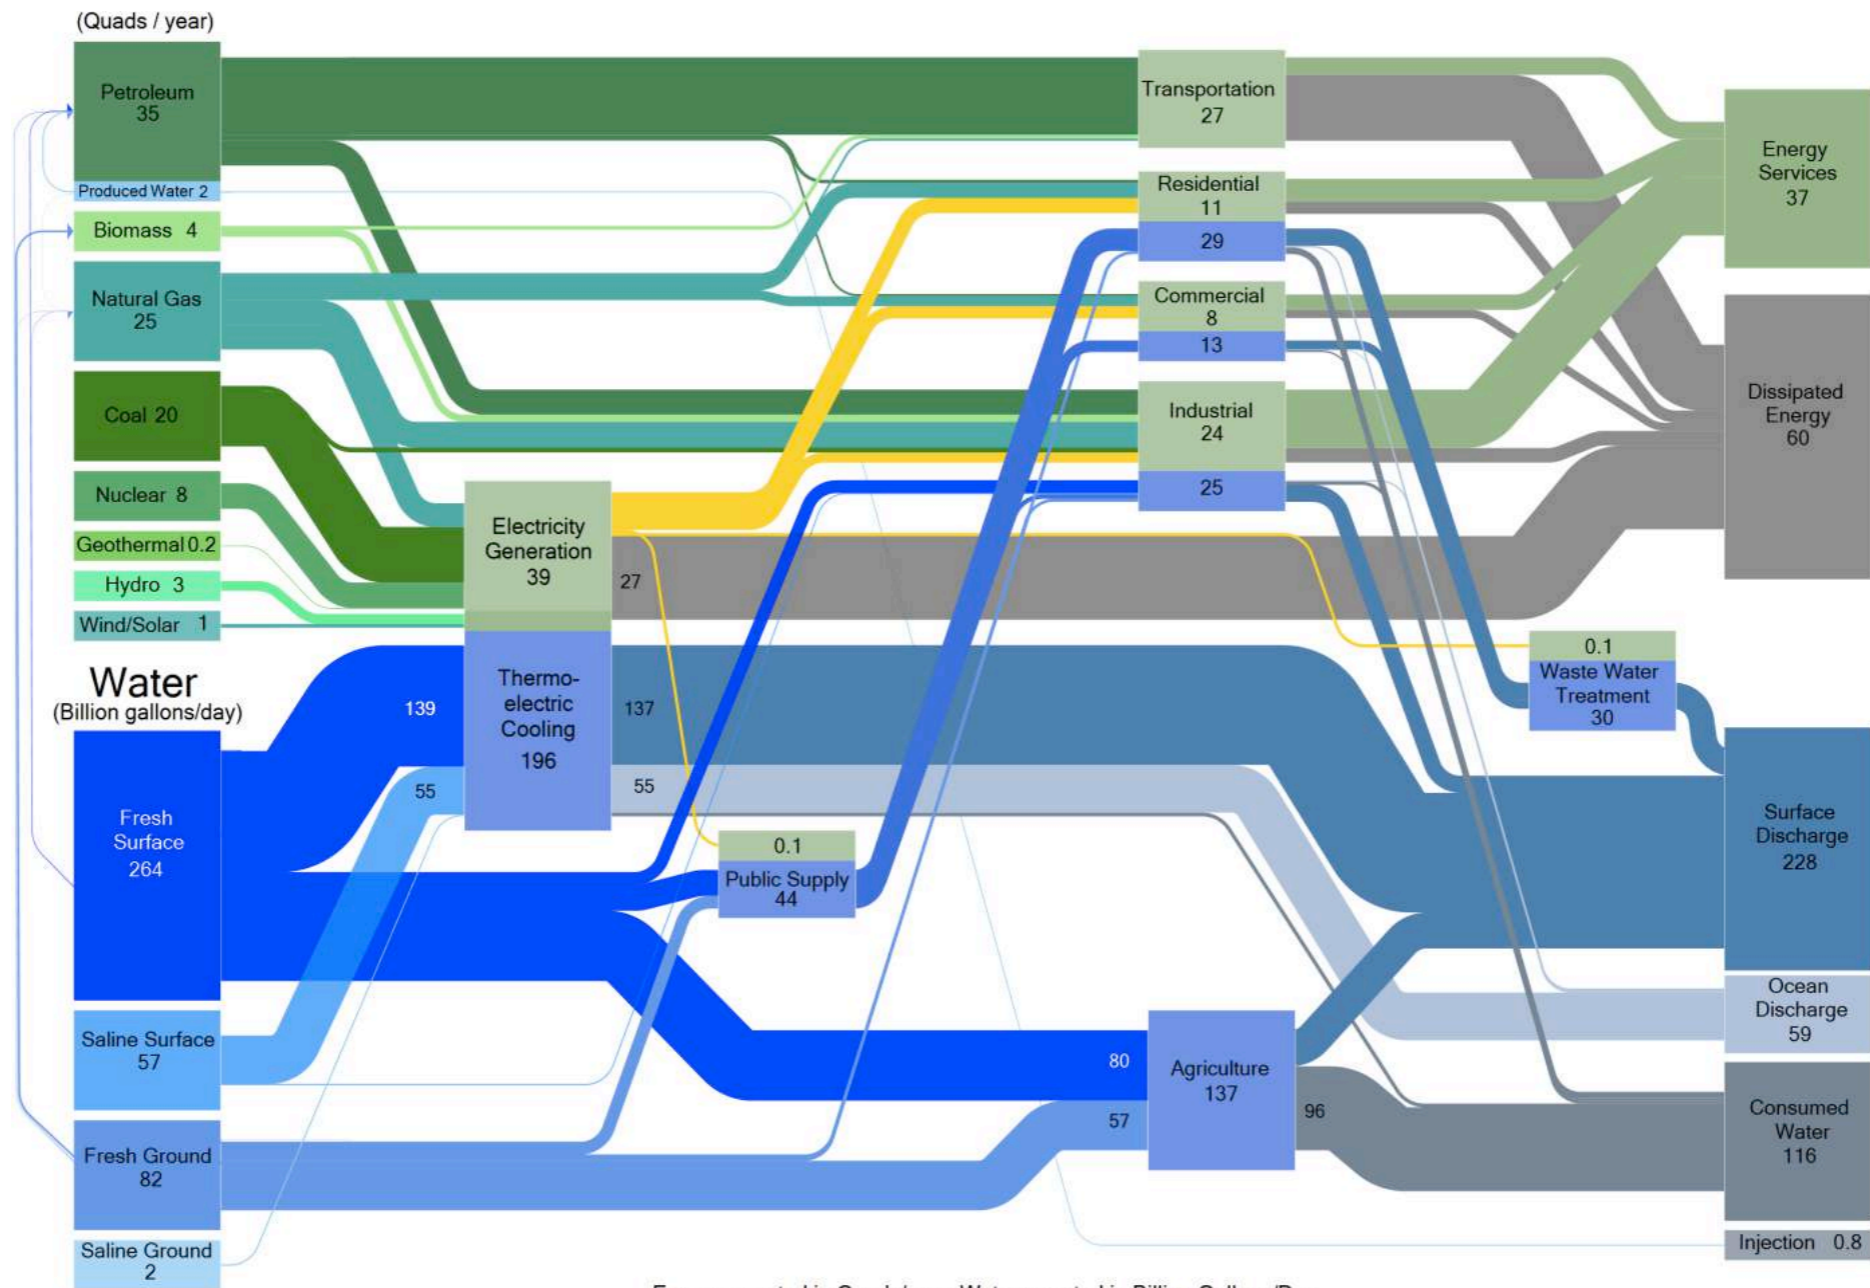 (Quads / year)
Petroleum
35
Produced Water 2
Biomass 4
Natural Gas
25
Coal 20
Nuclear 8
Geothermal 0.2
Hydro 3
Wind/Solar 1
Water
(Billion gallons/day)
Fresh
Surface
264
Saline Surface
57
Fresh Ground
82
Saline Ground
2
139
55
Electricity
Generation
39
Thermo-
electric
Cooling
196
27
137
55
0.1
Public Supply
44
Transportation
27
Residential
11
29
Commercial
8
13
Industrial
24
25
80
57
Agriculture
137
96
0.1
Waste Water
Treatment
30
Energy
Services
37
Dissipated
Energy
60
Surface
Discharge
228
Ocean
Discharge
59
Consumed
Water
116
Injection 0.8